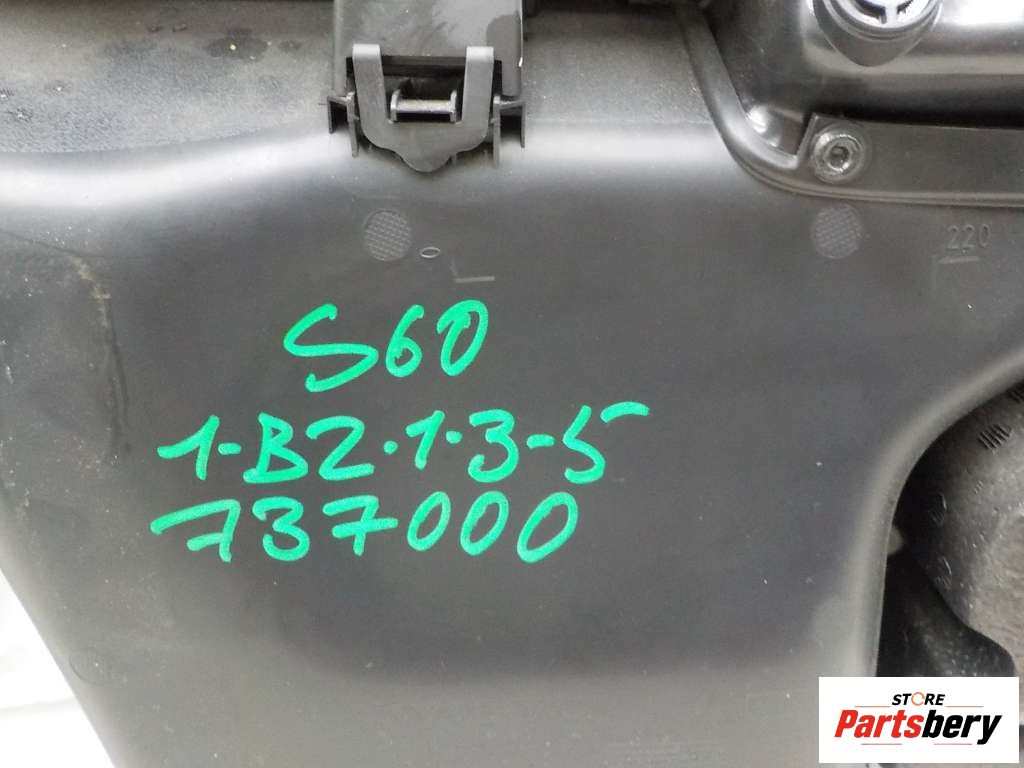 220
S60
1-B2.1.3-5
737000
STORE
Partsbery